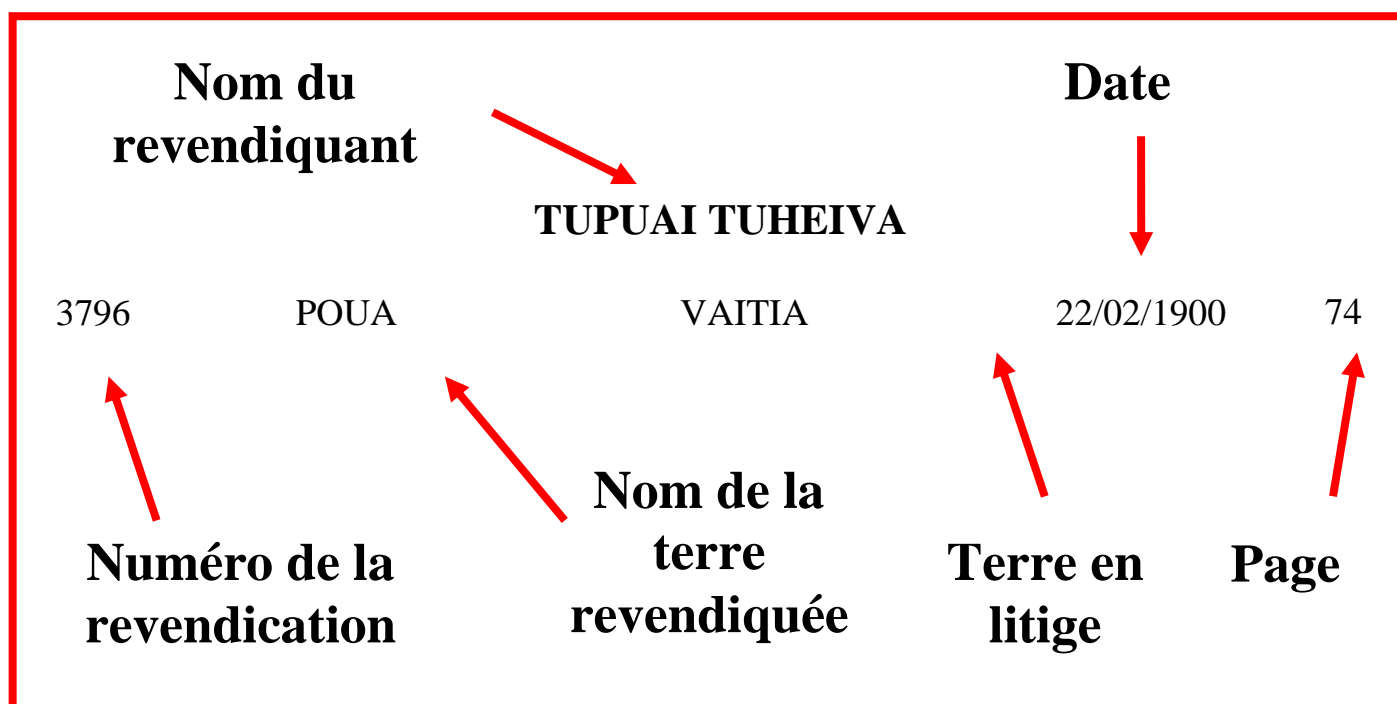 Nom du
revendiquant
Date
TUPUAI TUHEIVA
3796 POUA VAITIA 22/02/1900 74
Numéro de la
revendication
Nom de la
terre
revendiquée
Terre en
litige
Page